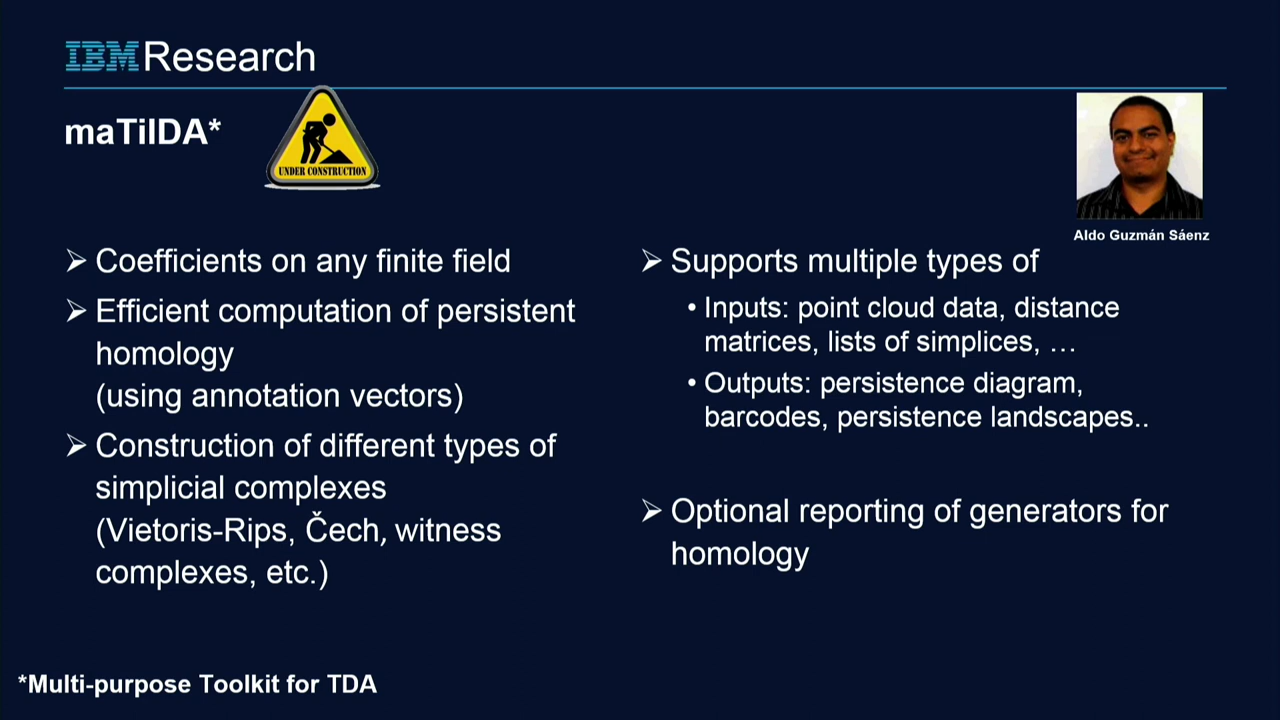 IBM Research
maTilDA*
UNDER CONSTRUCTION
Aldo Guzmán Sáenz
➢ Coefficients on any finite field
➢ Efficient computation of persistent
homology
(using annotation vectors)
➢ Construction of different types of
simplicial complexes
(Vietoris-Rips, Čech, witness
complexes, etc.)
➢ Supports multiple types of
• Inputs: point cloud data, distance
matrices, lists of simplices, …
• Outputs: persistence diagram,
barcodes, persistence landscapes..
➢ Optional reporting of generators for
homology
*Multi-purpose Toolkit for TDA